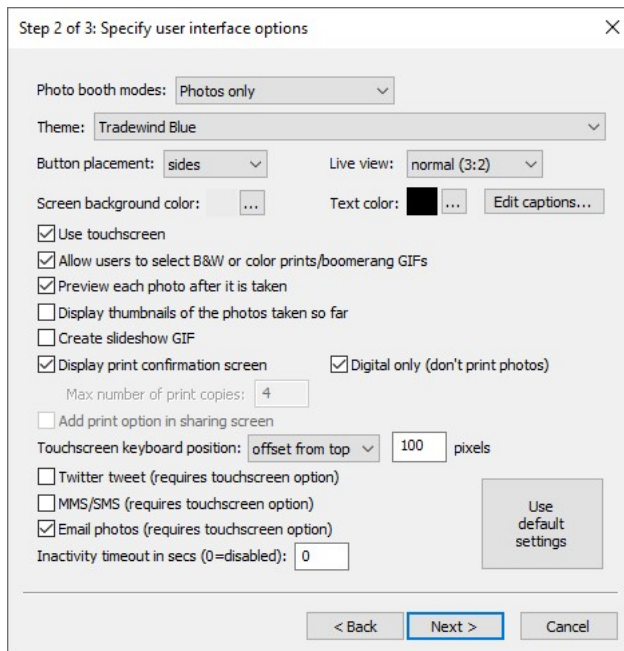 Step 2 of 3: Specify user interface options
Photo booth modes: Photos only
Theme: Tradewind Blue
Button placement: sides Live view: normal (3:2)
Screen background color: ... Text color: ... Edit captions...
Use touchscreen
Allow users to select B&W or color prints/boomerang GIFs
Preview each photo after it is taken
Display thumbnails of the photos taken so far
Create slideshow GIF
Display print confirmation screen Digital only (don't print photos)
Max number of print copies: 4
Add print option in sharing screen
Touchscreen keyboard position: offset from top 100 pixels
Twitter tweet (requires touchscreen option)
MMS/SMS (requires touchscreen option)
Email photos (requires touchscreen option)
Inactivity timeout in secs (0=disabled): 0
Use
default
settings
< Back Next > Cancel